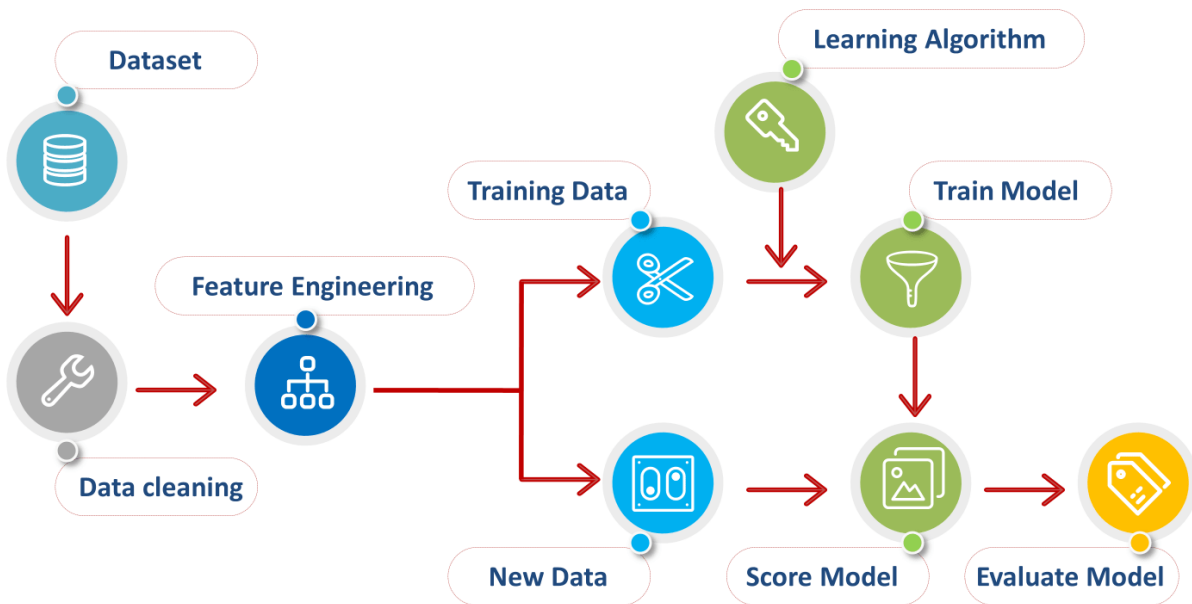 Learning Algorithm
Dataset
Training Data
Train Model
Feature Engineering
Data cleaning
New Data
Score Model
Evaluate Model